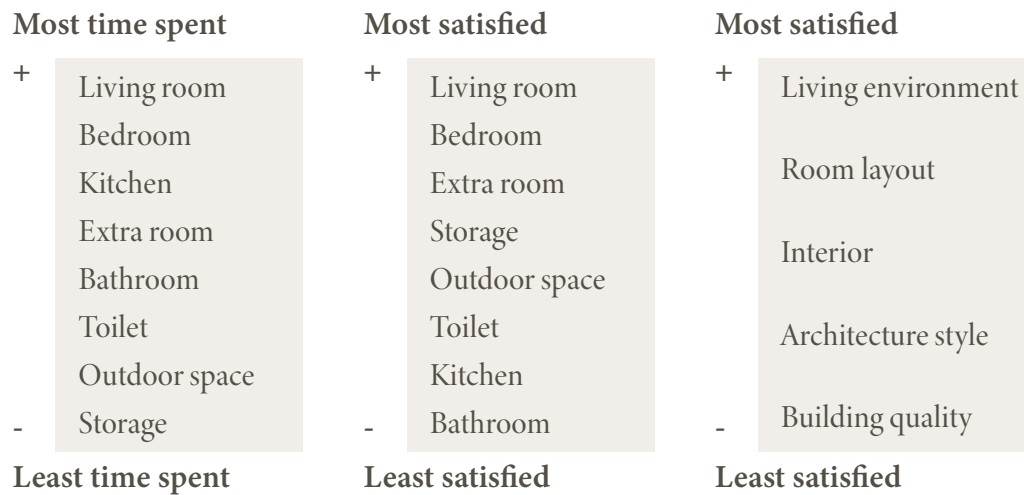 Most time spent
+
Living room
Bedroom
Kitchen
Extra room
Bathroom
Toilet
Outdoor space
-
Storage
Least time spent
Most satisfied
+
Living room
Bedroom
Extra room
Storage
Outdoor space
Toilet
Kitchen
-
Bathroom
Least satisfied
Most satisfied
+
Living environment
Room layout
Interior
Architecture style
-
Building quality
Least satisfied